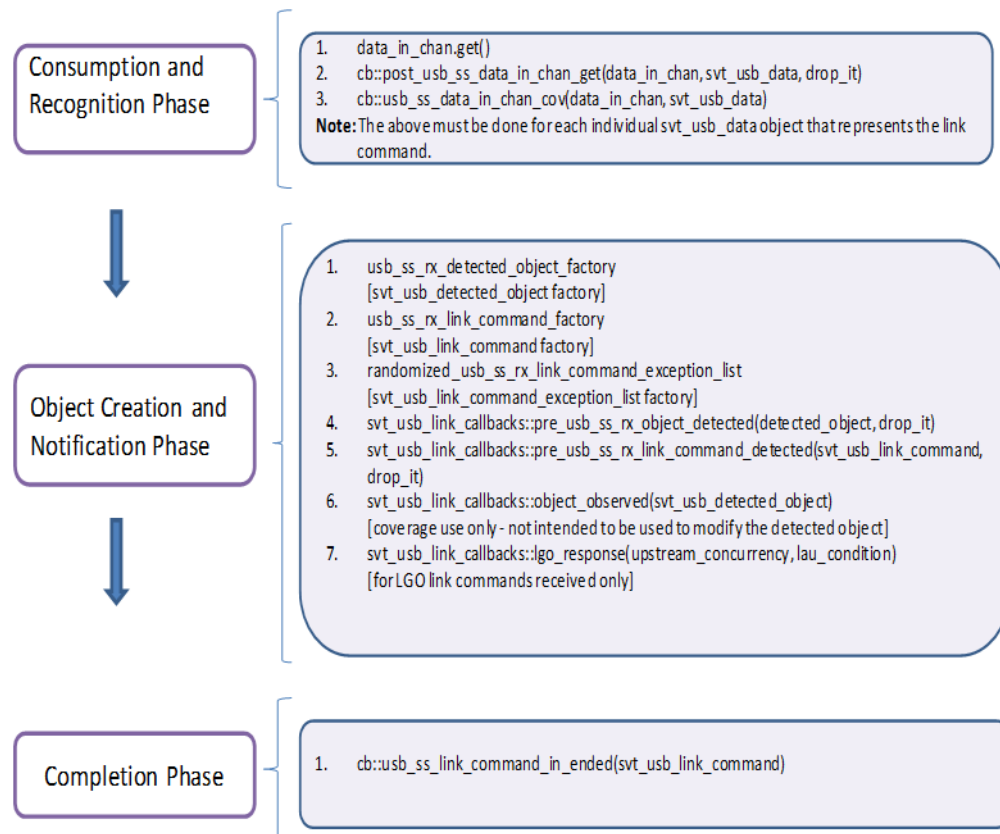 Consumption and
Recognition Phase
1. data_in_chan.get()
2. cb::post_usb_ss_data_in_chan_get(data_in_chan, svt_usb_data, drop_it)
3. cb::usb_ss_data_in_chan_cov(data_in_chan, svt_usb_data)
Note: The above must be done for each individual svt_usb_data object that represents the link
command.
Object Creation and
Notification Phase
1. usb_ss_rx_detected_object_factory
[svt_usb_detected_object factory]
2. usb_ss_rx_link_command_factory
[svt_usb_link_command factory]
3. randomized_usb_ss_rx_link_command_exception_list
[svt_usb_link_command_exception_list factory]
4. svt_usb_link_callbacks::pre_usb_ss_rx_object_detected(detected_object, drop_it)
5. svt_usb_link_callbacks::pre_usb_ss_rx_link_command_detected(svt_usb_link_command,
drop_it)
6. svt_usb_link_callbacks::object_observed(svt_usb_detected_object)
[coverage use only - not intended to be used to modify the detected object]
7. svt_usb_link_callbacks::lgo_response(upstream_concurrency, lau_condition)
[for LGO link commands received only]
Completion Phase
1. cb::usb_ss_link_command_in_ended(svt_usb_link_command)